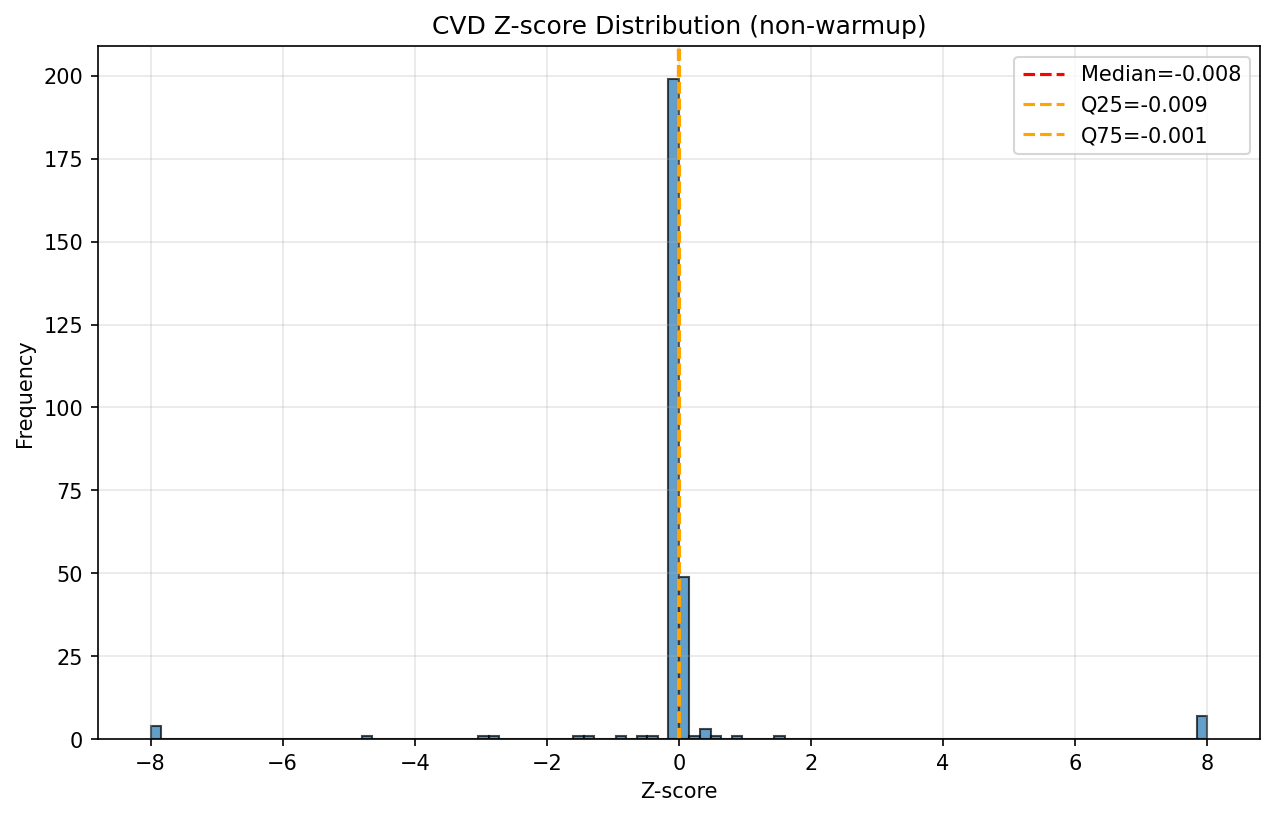 CVD Z-score Distribution (non-warmup)
Median=-0.008
Q25=-0.009
Q75=-0.001
200
175
150
125
100
75
50
25
0
Frequency
−8 −6 −4 −2 0 2 4 6 8
Z-score